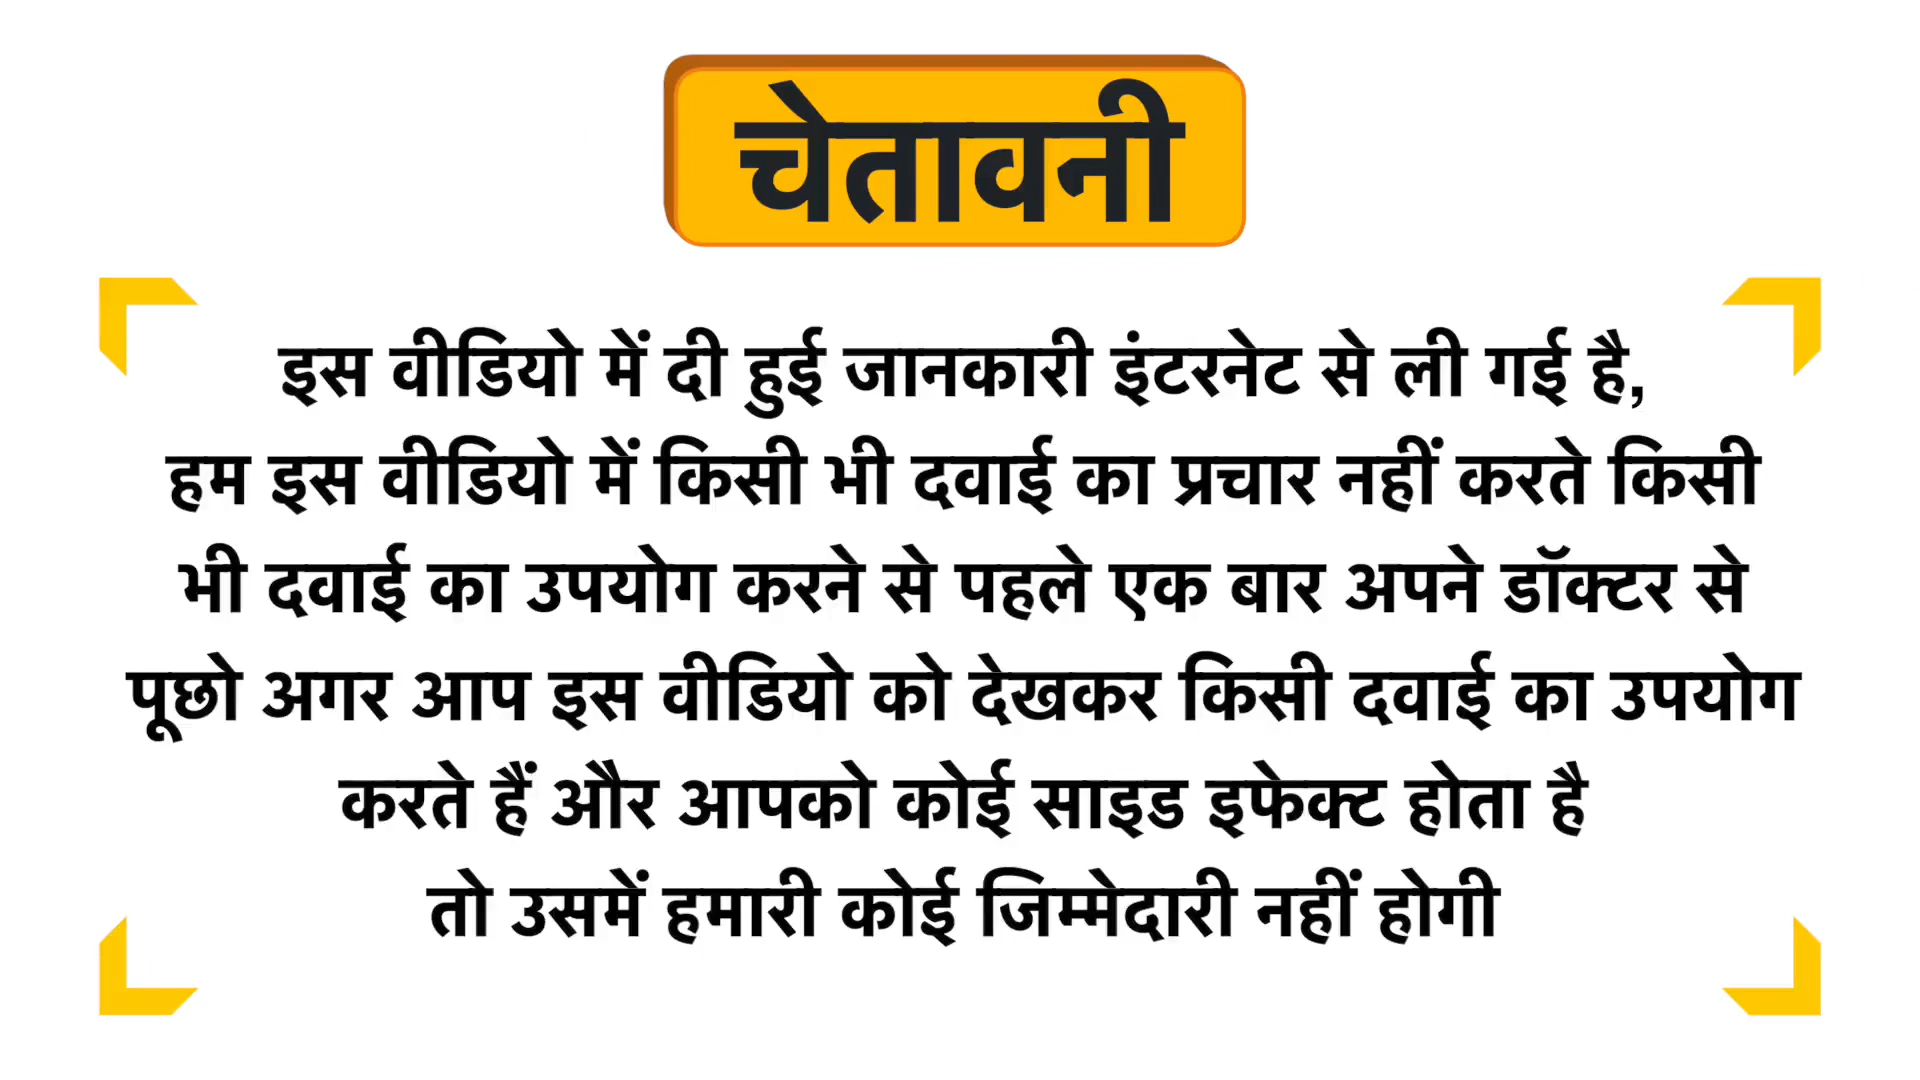 चेतावनी
इस वीडियो में दी हुई जानकारी इंटरनेट से ली गई है,
हम इस वीडियो में किसी भी दवाई का प्रचार नहीं करते किसी
भी दवाई का उपयोग करने से पहले एक बार अपने डॉक्टर से
पूछो अगर आप इस वीडियो को देखकर किसी दवाई का उपयोग
करते हैं और आपको कोई साइड इफेक्ट होता है
तो उसमें हमारी कोई जिम्मेदारी नहीं होगी